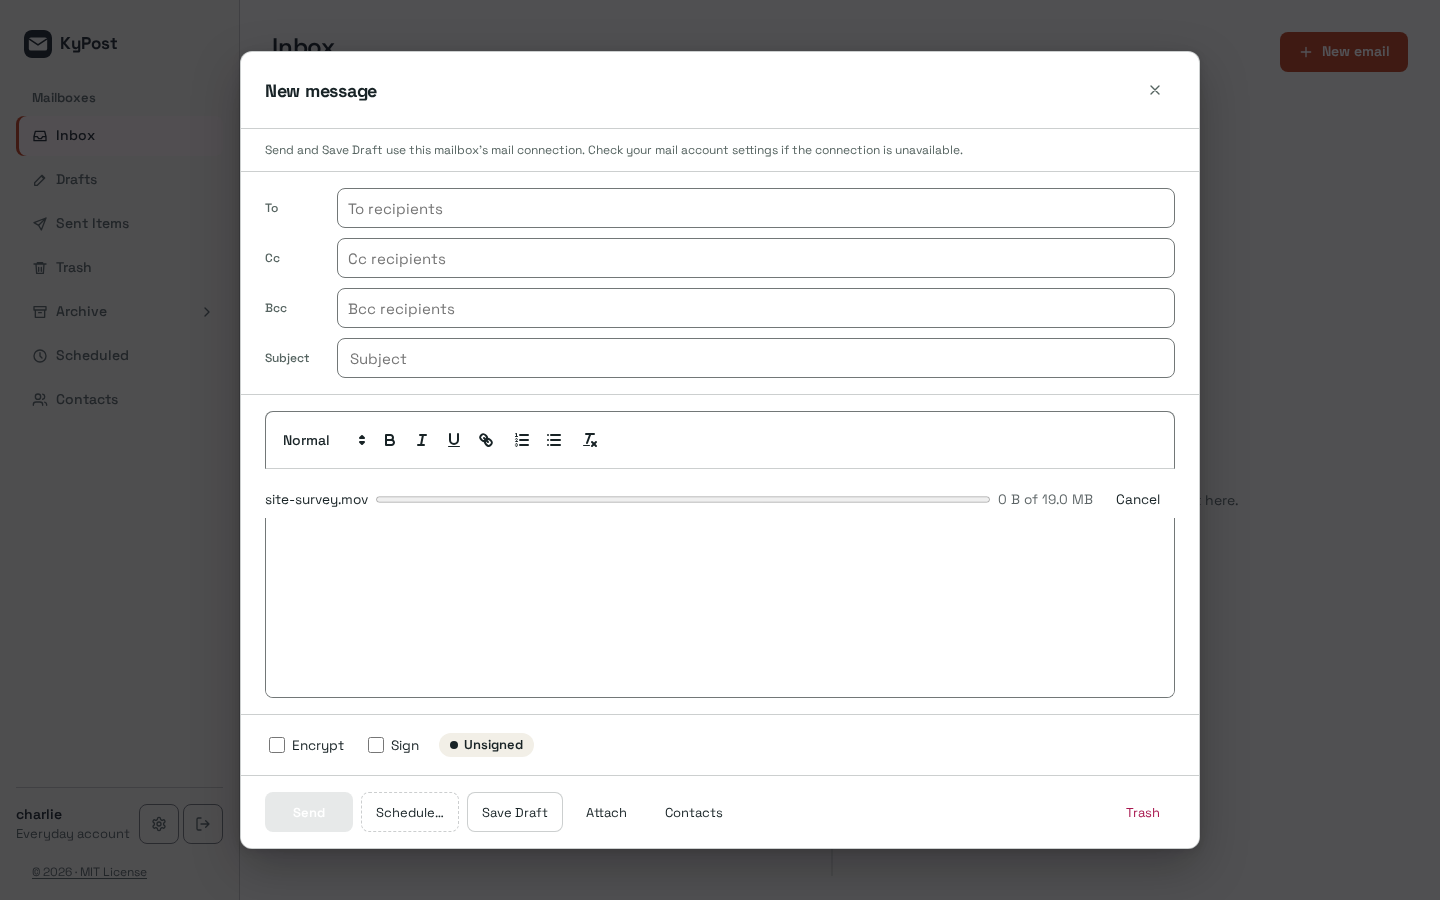 KyPost
Inbox
New email
Mailboxes
Inbox
Drafts
Sent Items
Trash
Archive
Scheduled
Contacts
charlie
Everyday account
© 2026 · MIT License
New message
Send and Save Draft use this mailbox's mail connection. Check your mail account settings if the connection is unavailable.
To
To recipients
Cc
Cc recipients
Bcc
Bcc recipients
Subject
Subject
Normal
site-survey.mov
0 B of 19.0 MB
Cancel
here.
Encrypt
Sign
Unsigned
Send
Schedule…
Save Draft
Attach
Contacts
Trash